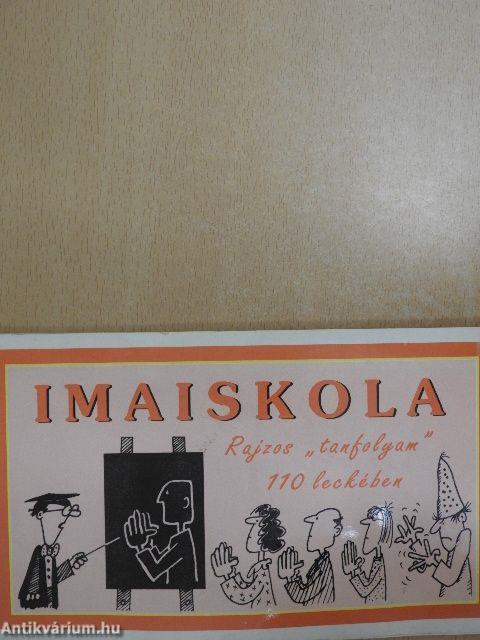 IMAISKOLA
Rajzos „tanfolyam”
110 leckében
Antikvárium.hu